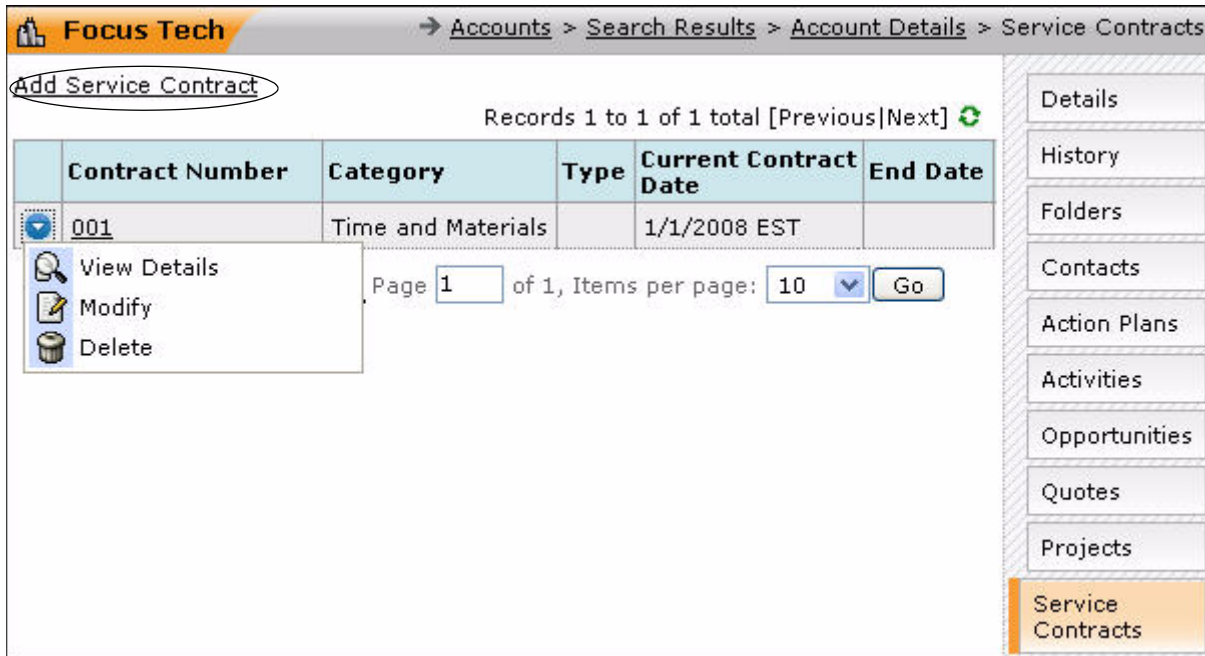 Focus Tech
Accounts > Search Results > Account Details > Service Contracts
Add Service Contract
Records 1 to 1 of 1 total [Previous|Next]
Contract Number Category Type Current Contract Date End Date
001 Time and Materials 1/1/2008 EST
View Details
Modify
Delete
Page 1 of 1, Items per page: 10 Go
Details
History
Folders
Contacts
Action Plans
Activities
Opportunities
Quotes
Projects
Service
Contracts